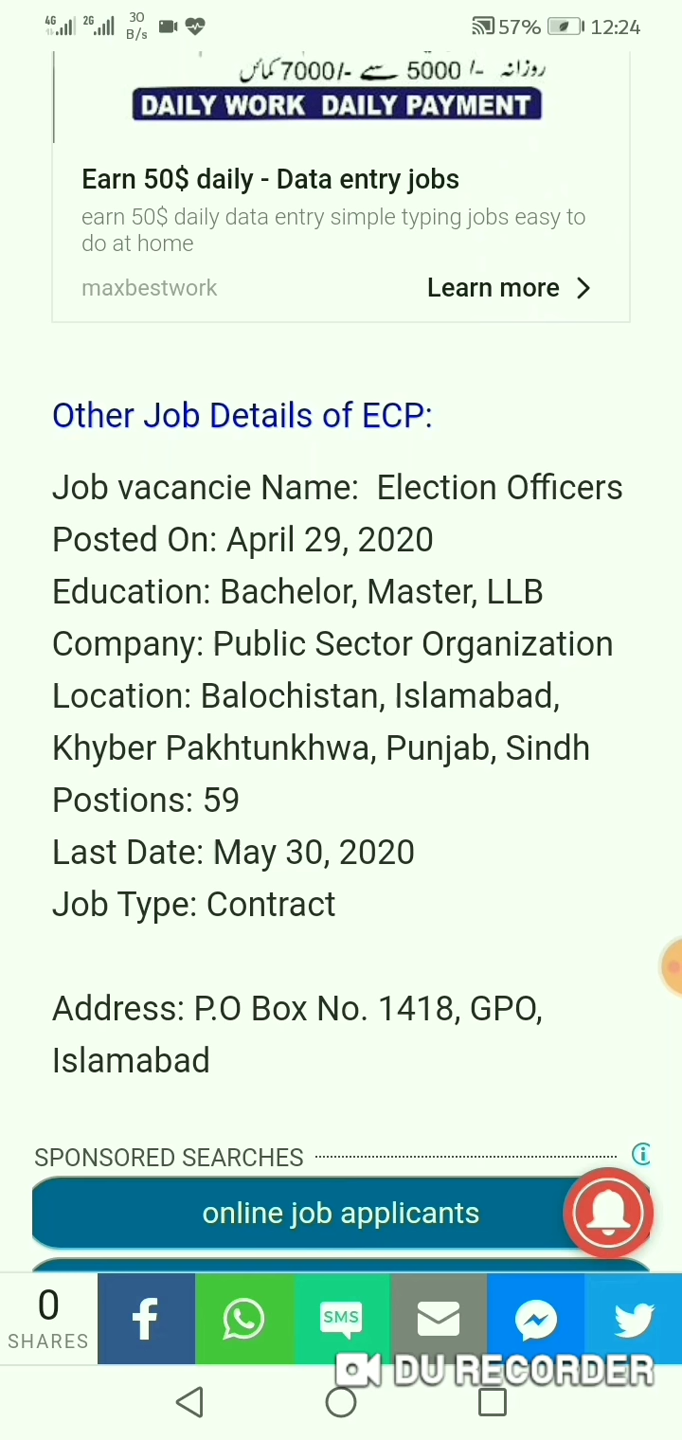 4G 2G 30 B/s 57% 12:24
روزانہ -/ 5000 سے -/7000 کمائیں
DAILY WORK DAILY PAYMENT
Earn 50$ daily - Data entry jobs
earn 50$ daily data entry simple typing jobs easy to
do at home
maxbestwork Learn more
Other Job Details of ECP:
Job vacancie Name: Election Officers
Posted On: April 29, 2020
Education: Bachelor, Master, LLB
Company: Public Sector Organization
Location: Balochistan, Islamabad,
Khyber Pakhtunkhwa, Punjab, Sindh
Postions: 59
Last Date: May 30, 2020
Job Type: Contract
Address: P.O Box No. 1418, GPO,
Islamabad
SPONSORED SEARCHES
online job applicants
0
SHARES
SMS
DU RECORDER